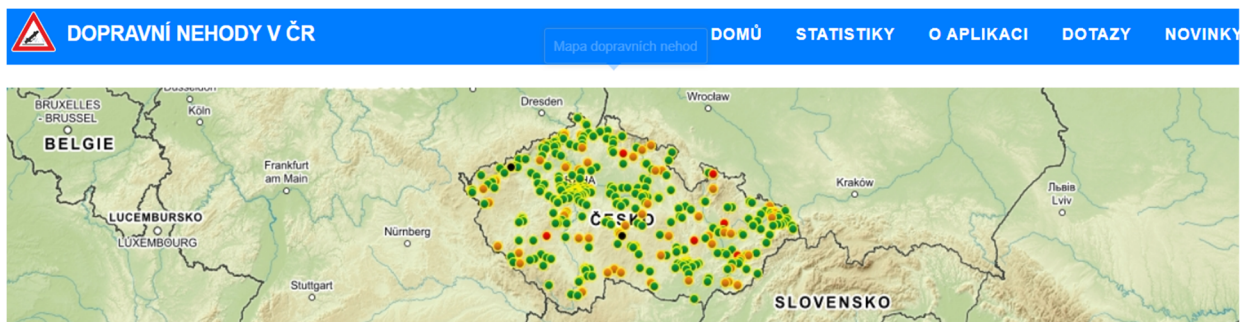 DOPRAVNÍ NEHODY V ČR
Mapa dopravních nehod
DOMŮ
STATISTIKY
O APLIKACI
DOTAZY
NOVINKY
Düsseldorf
BRUXELLES
- BRUSSEL
BELGIE
Köln
Dresden
Wrocław
Frankfurt
am Main
Kraków
Львів
Lviv
LUCEMBURSKO
LUXEMBOURG
Nürnberg
ČESKO
Stuttgart
SLOVENSKO